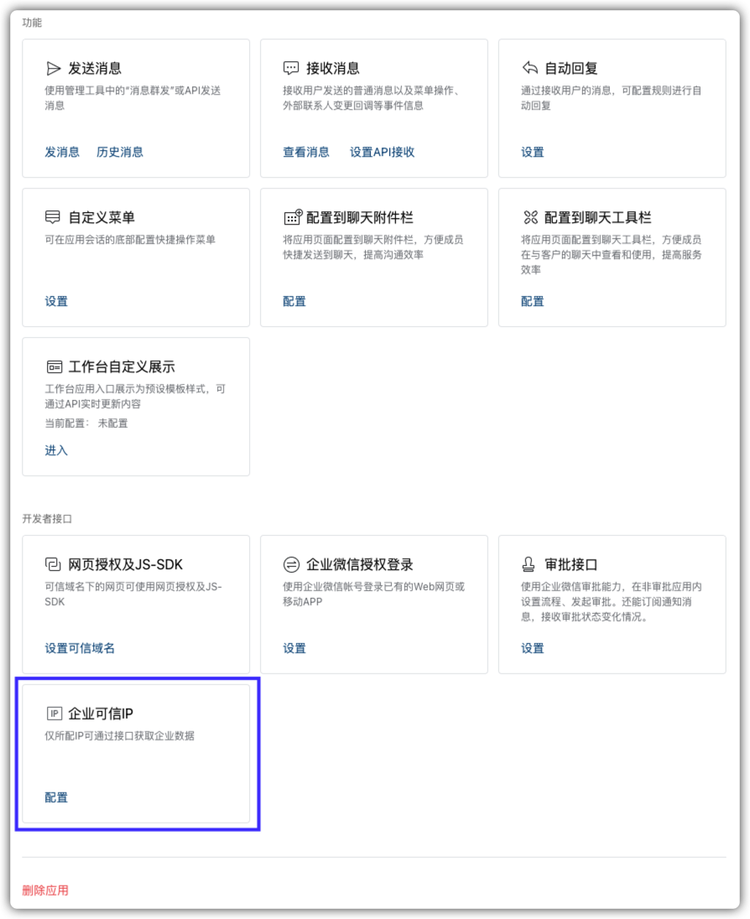 功能
发送消息
使用管理工具中的“消息群发”或API发送
消息
发消息 历史消息
接收消息
接收用户发送的普通消息以及菜单操作、
外部联系人变更回调等事件信息
查看消息 设置API接收
自动回复
通过接收用户的消息，可配置规则进行自
动回复
设置
自定义菜单
可在应用会话的底部配置快捷操作菜单
设置
配置到聊天附件栏
将应用页面配置到聊天附件栏，方便成员
快捷发送到聊天，提高沟通效率
配置
配置到聊天工具栏
将应用页面配置到聊天工具栏，方便成员
在与客户的聊天中查看和使用，提高服务
效率
配置
工作台自定义展示
工作台应用入口展示为预设模板样式，可
通过API实时更新内容
当前配置： 未配置
进入
开发者接口
网页授权及JS-SDK
可信域名下的网页可使用网页授权及JS-
SDK
设置可信域名
企业微信授权登录
使用企业微信帐号登录已有的Web网页或
移动APP
设置
审批接口
使用企业微信审批能力，在非审批应用内
设置流程、发起审批。还能订阅通知消
息，接收审批状态变化情况。
设置
IP 企业可信IP
仅所配IP可通过接口获取企业数据
配置
删除应用